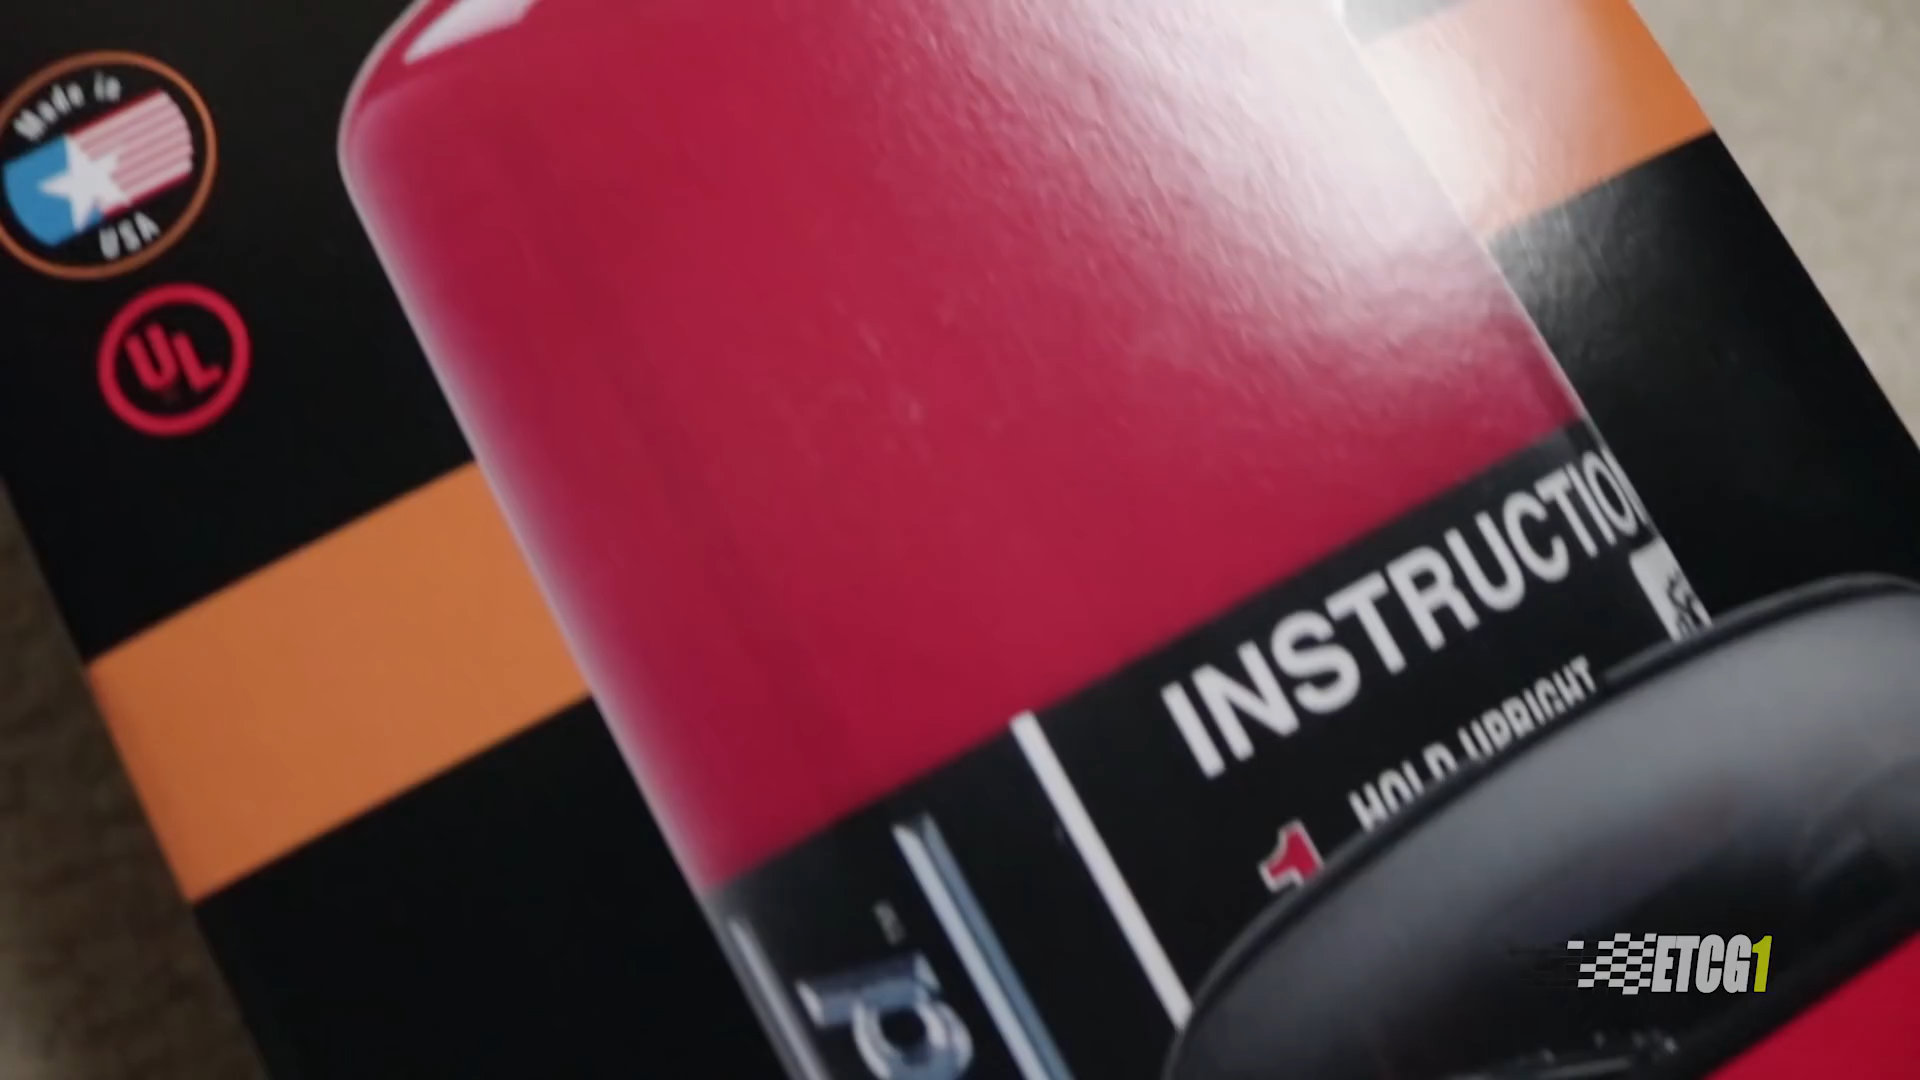 Made in
USA
UL
INSTRUCTIO
HOLD UPRIGHT
1
ETCG1